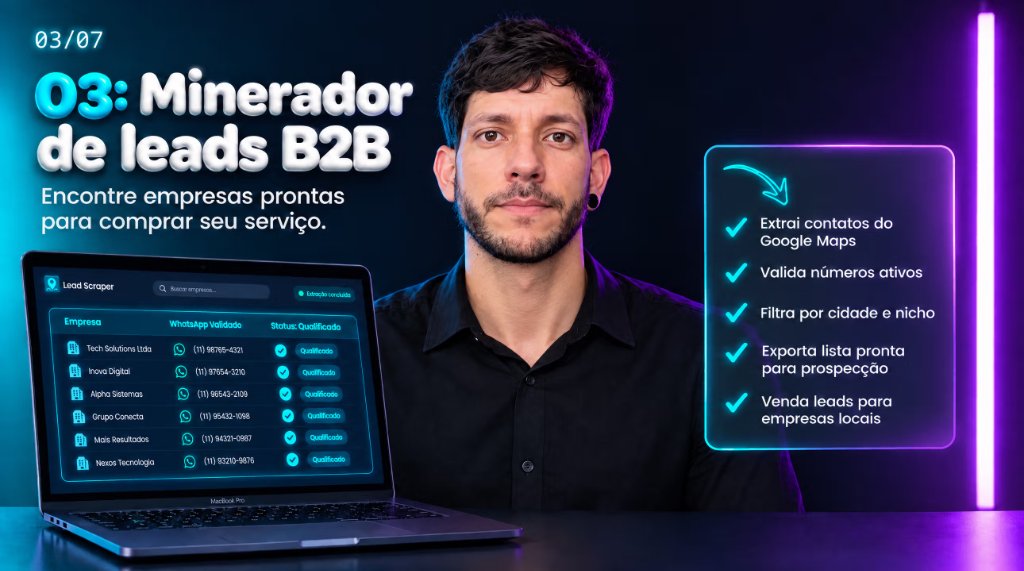 03/07
03: Minerador
de leads B2B
Encontre empresas prontas
para comprar seu serviço.
Lead Scraper
Buscar empresas...
Extração concluída
Empresa WhatsApp Validado Status: Qualificado
Tech Solutions Ltda (11) 98765-4321 Qualificado
Inova Digital (11) 97654-3210 Qualificado
Alpha Sistemas (11) 96543-2109 Qualificado
Grupo Conecta (11) 95432-1098 Qualificado
Mais Resultados (11) 94321-0987 Qualificado
Nexos Tecnologia (11) 93210-9876 Qualificado
MacBook Pro
Extrai contatos do
Google Maps
Valida números ativos
Filtra por cidade e nicho
Exporta lista pronta
para prospecção
Venda leads para
empresas locais